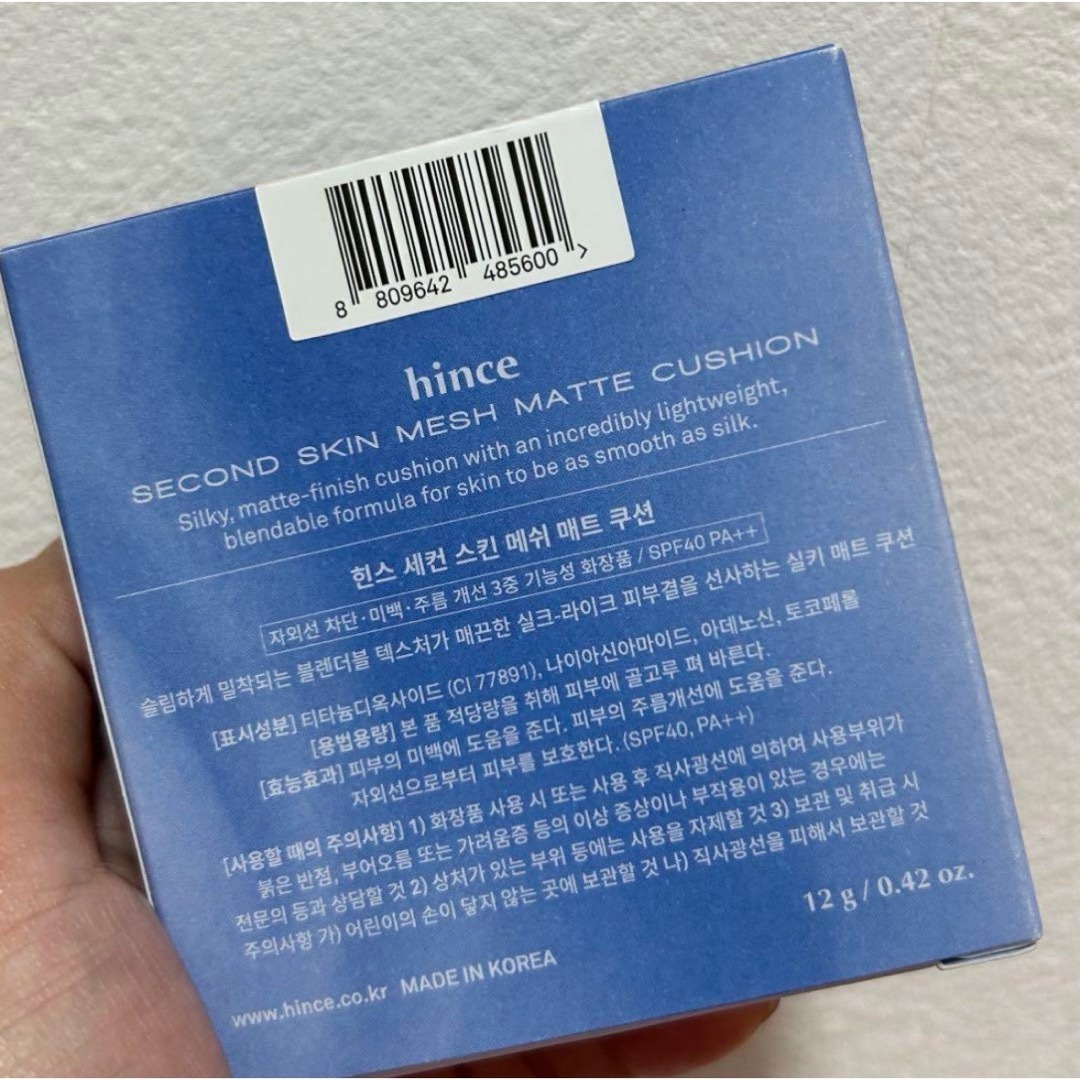 8 809642 485600 >
hince
SECOND SKIN MESH MATTE CUSHION
Silky, matte-finish cushion with an incredibly lightweight,
blendable formula for skin to be as smooth as silk.
힌스 세컨 스킨 메쉬 매트 쿠션
자외선 차단·미백·주름 개선 3중 기능성 화장품 / SPF40 PA++
슬림하게 밀착되는 블렌더블 텍스처가 매끈한 실크-라이크 피부결을 선사하는 실키 매트 쿠션
[표시성분] 티타늄디옥사이드 (CI 77891), 나이아신아마이드, 아데노신, 토코페롤
[용법용량] 본 품 적당량을 취해 피부에 골고루 펴 바른다.
[효능효과] 피부의 미백에 도움을 준다. 피부의 주름개선에 도움을 준다.
자외선으로부터 피부를 보호한다. (SPF40, PA++)
[사용할 때의 주의사항] 1) 화장품 사용 시 또는 사용 후 직사광선에 의하여 사용부위가
붉은 반점, 부어오름 또는 가려움증 등의 이상 증상이나 부작용이 있는 경우에는
전문의 등과 상담할 것 2) 상처가 있는 부위 등에는 사용을 자제할 것 3) 보관 및 취급 시
주의사항 가) 어린이의 손이 닿지 않는 곳에 보관할 것 나) 직사광선을 피해서 보관할 것
12 g / 0.42 oz.
www.hince.co.kr MADE IN KOREA